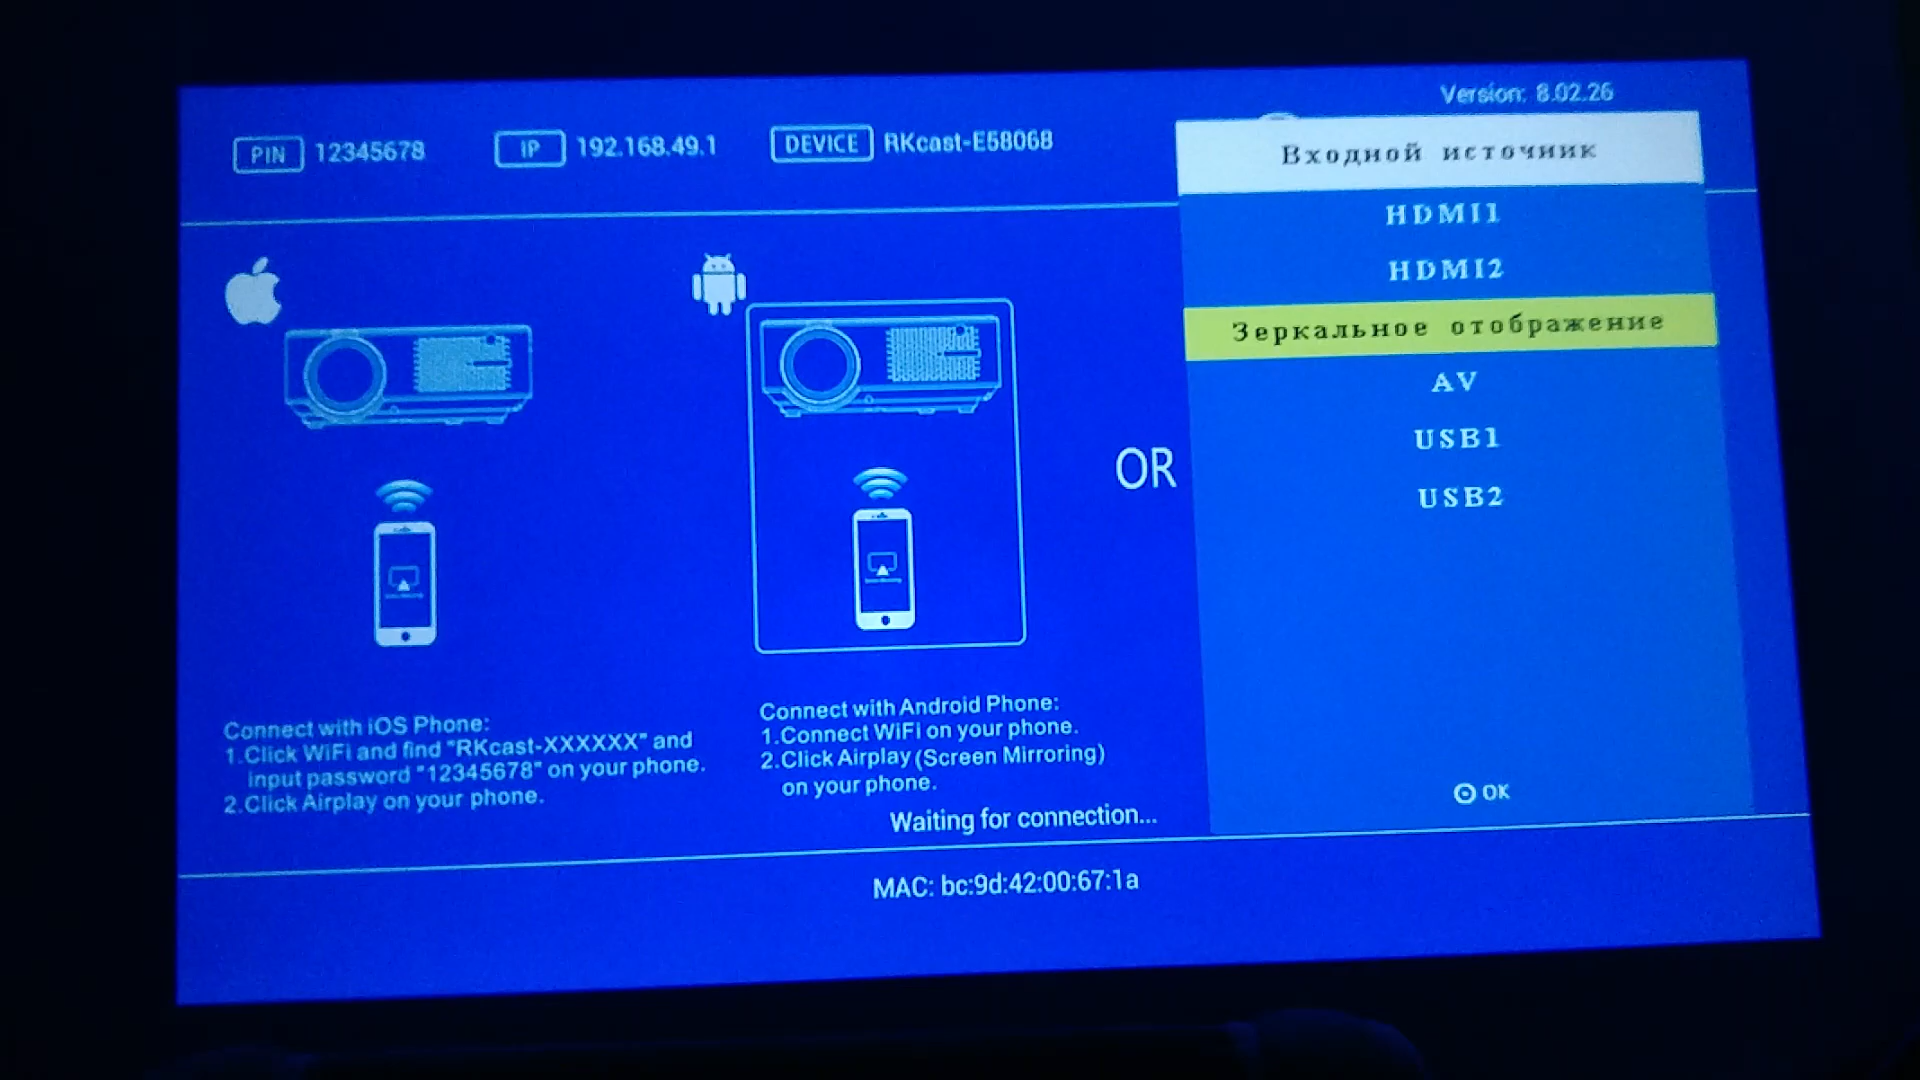 Version: 8.02.26
PIN 12345678 IP 192.168.49.1 DEVICE RKcast-E58068
Входной источник
HDMI1
HDMI2
Зеркальное отображение
AV
USB1
USB2
OK
OR
Connect with iOS Phone:
1.Click WiFi and find "RKcast-XXXXXX" and
input password "12345678" on your phone.
2.Click Airplay on your phone.
Connect with Android Phone:
1.Connect WiFi on your phone.
2.Click Airplay (Screen Mirroring)
on your phone.
Waiting for connection...
MAC: bc:9d:42:00:67:1a